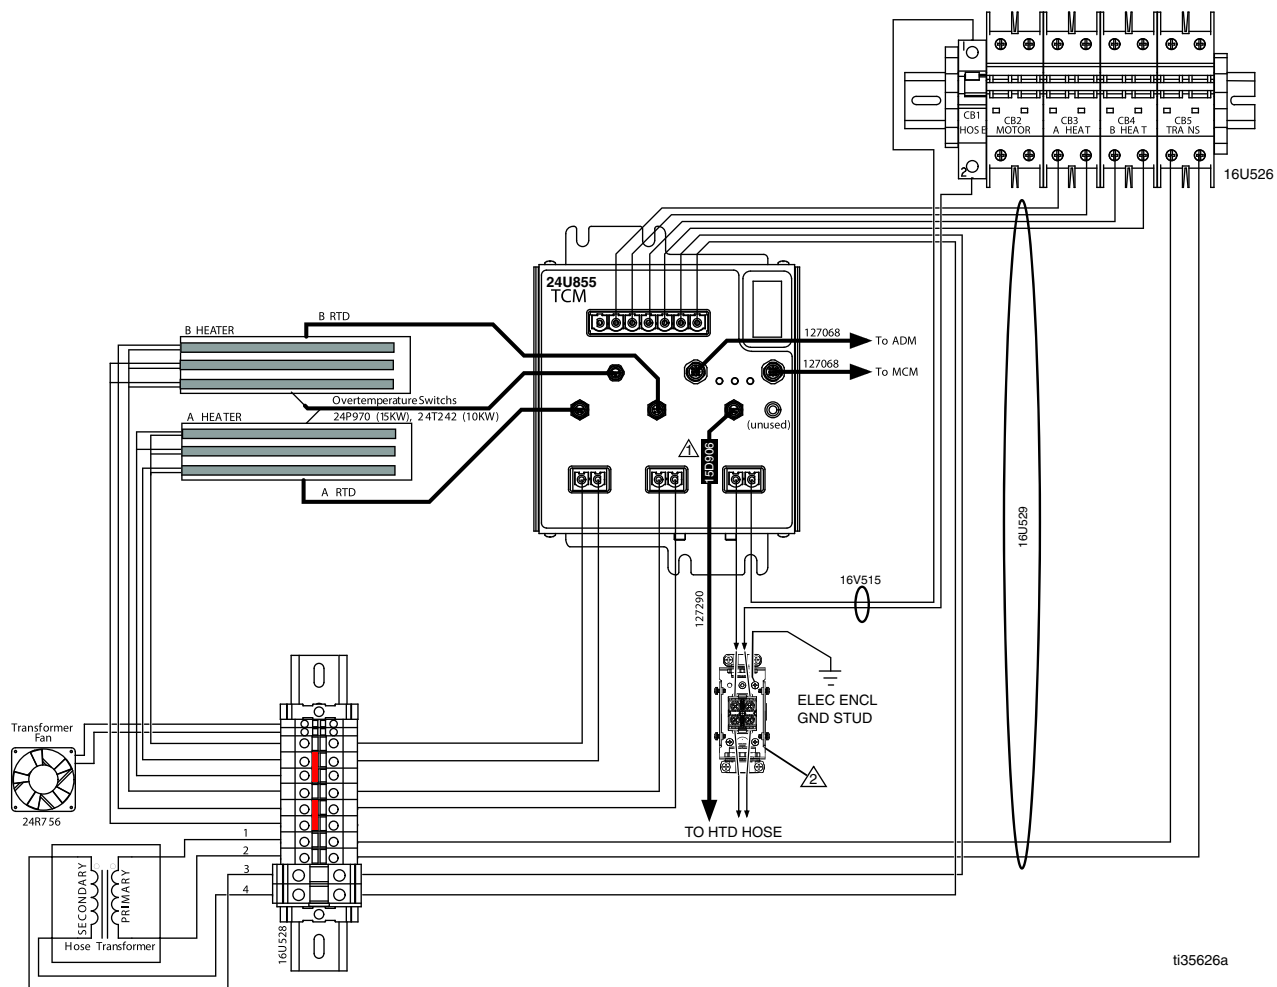 1
CB1
HOSE
2
CB2
MOTOR
CB3
A HEAT
CB4
B HEAT
CB5
TRANS
16U526
24U855
TCM
B RTD
B HEATER
127068
To ADM
127068
To MCM
Overtemperature Switchs
24P970 (15KW), 24T242 (10KW)
A HEATER
(unused)
1
15D906
A RTD
16U529
16V515
127290
ELEC ENCL
GND STUD
2
TO HTD HOSE
Transformer
Fan
24R756
1
2
3
4
SECONDARY
PRIMARY
Hose Transformer
16U528
ti35626a